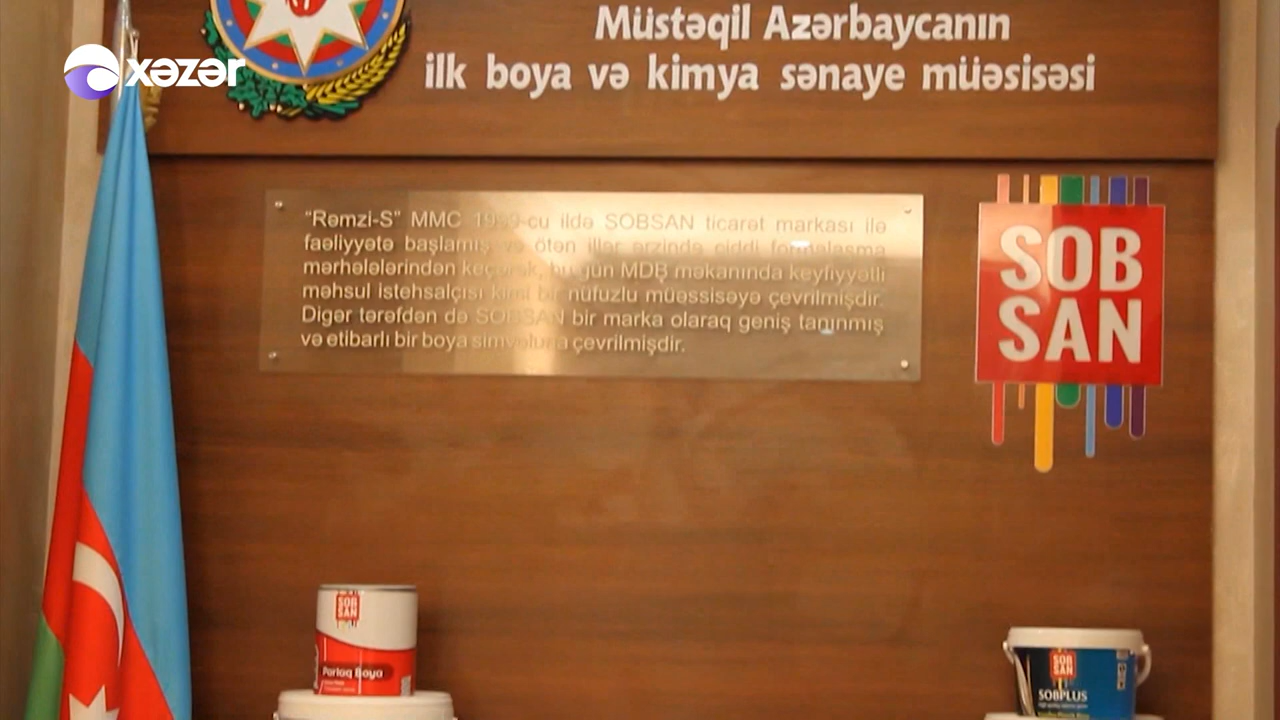 xəzər
Müstəqil Azərbaycanın
ilk boya və kimya sənaye müəsisəsi
"Rəmzi-S" MMC 1999-cu ildə SOBSAN ticarət markası ilə
fəaliyyətə başlamış və ötən illər ərzində ciddi formalaşma
mərhələlərindən keçərək, bu gün MDB məkanında keyfiyyətli
məhsul istehsalçısı kimi bir nüfuzlu müəssisəyə çevrilmişdir.
Digər tərəfdən də SOBSAN bir marka olaraq geniş tanınmış
və etibarlı bir boya simvoluna çevrilmişdir.
SOB
SAN
SOB
SAN
Parlaq Boya
SOB
SAN
SOBPLUS